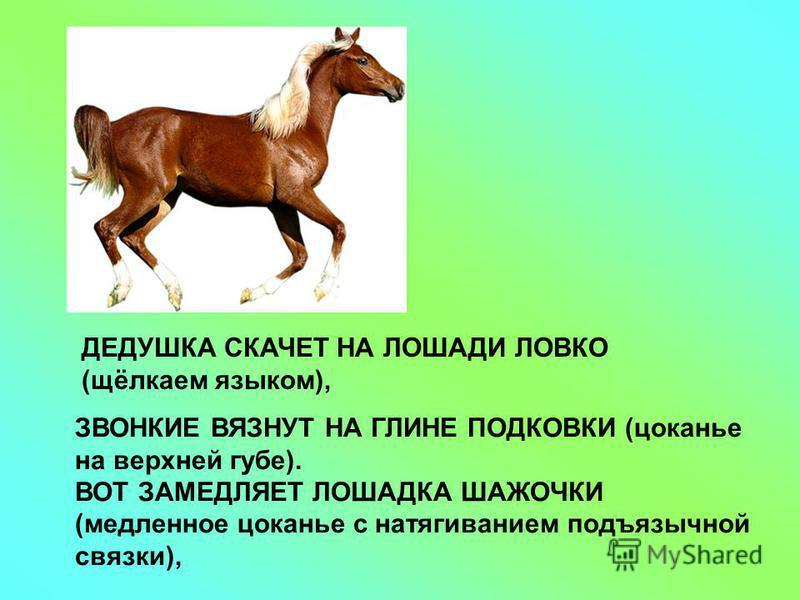 ДЕДУШКА СКАЧЕТ НА ЛОШАДИ ЛОВКО
(щёлкаем языком),
ЗВОНКИЕ ВЯЗНУТ НА ГЛИНЕ ПОДКОВКИ (цоканье
на верхней губе).
ВОТ ЗАМЕДЛЯЕТ ЛОШАДКА ШАЖОЧКИ
(медленное цоканье с натягиванием подъязычной
связки),
MyShared